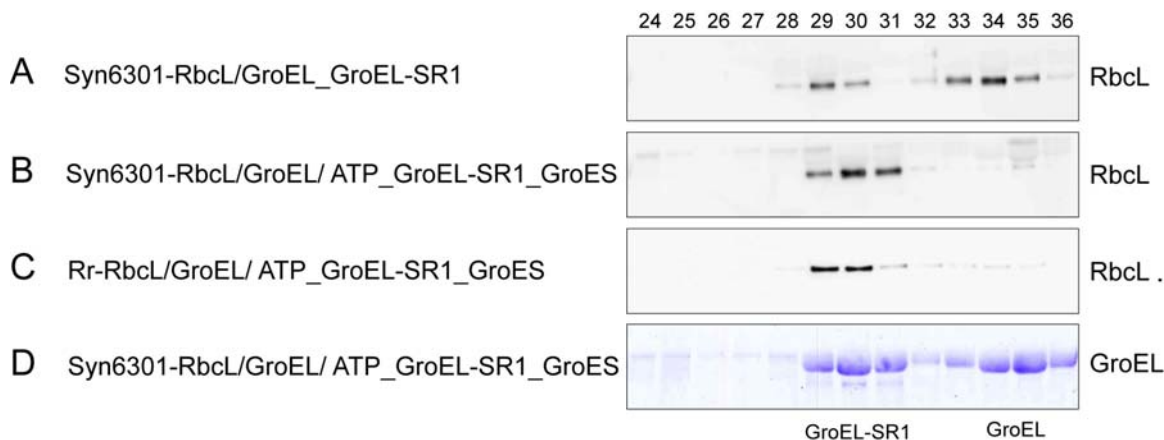 24 25 26 27 28 29 30 31 32 33 34 35 36
A Syn6301-RbcL/GroEL_GroEL-SR1 RbcL
B Syn6301-RbcL/GroEL/ ATP_GroEL-SR1_GroES RbcL
C Rr-RbcL/GroEL/ ATP_GroEL-SR1_GroES RbcL .
D Syn6301-RbcL/GroEL/ ATP_GroEL-SR1_GroES GroEL
GroEL-SR1 GroEL